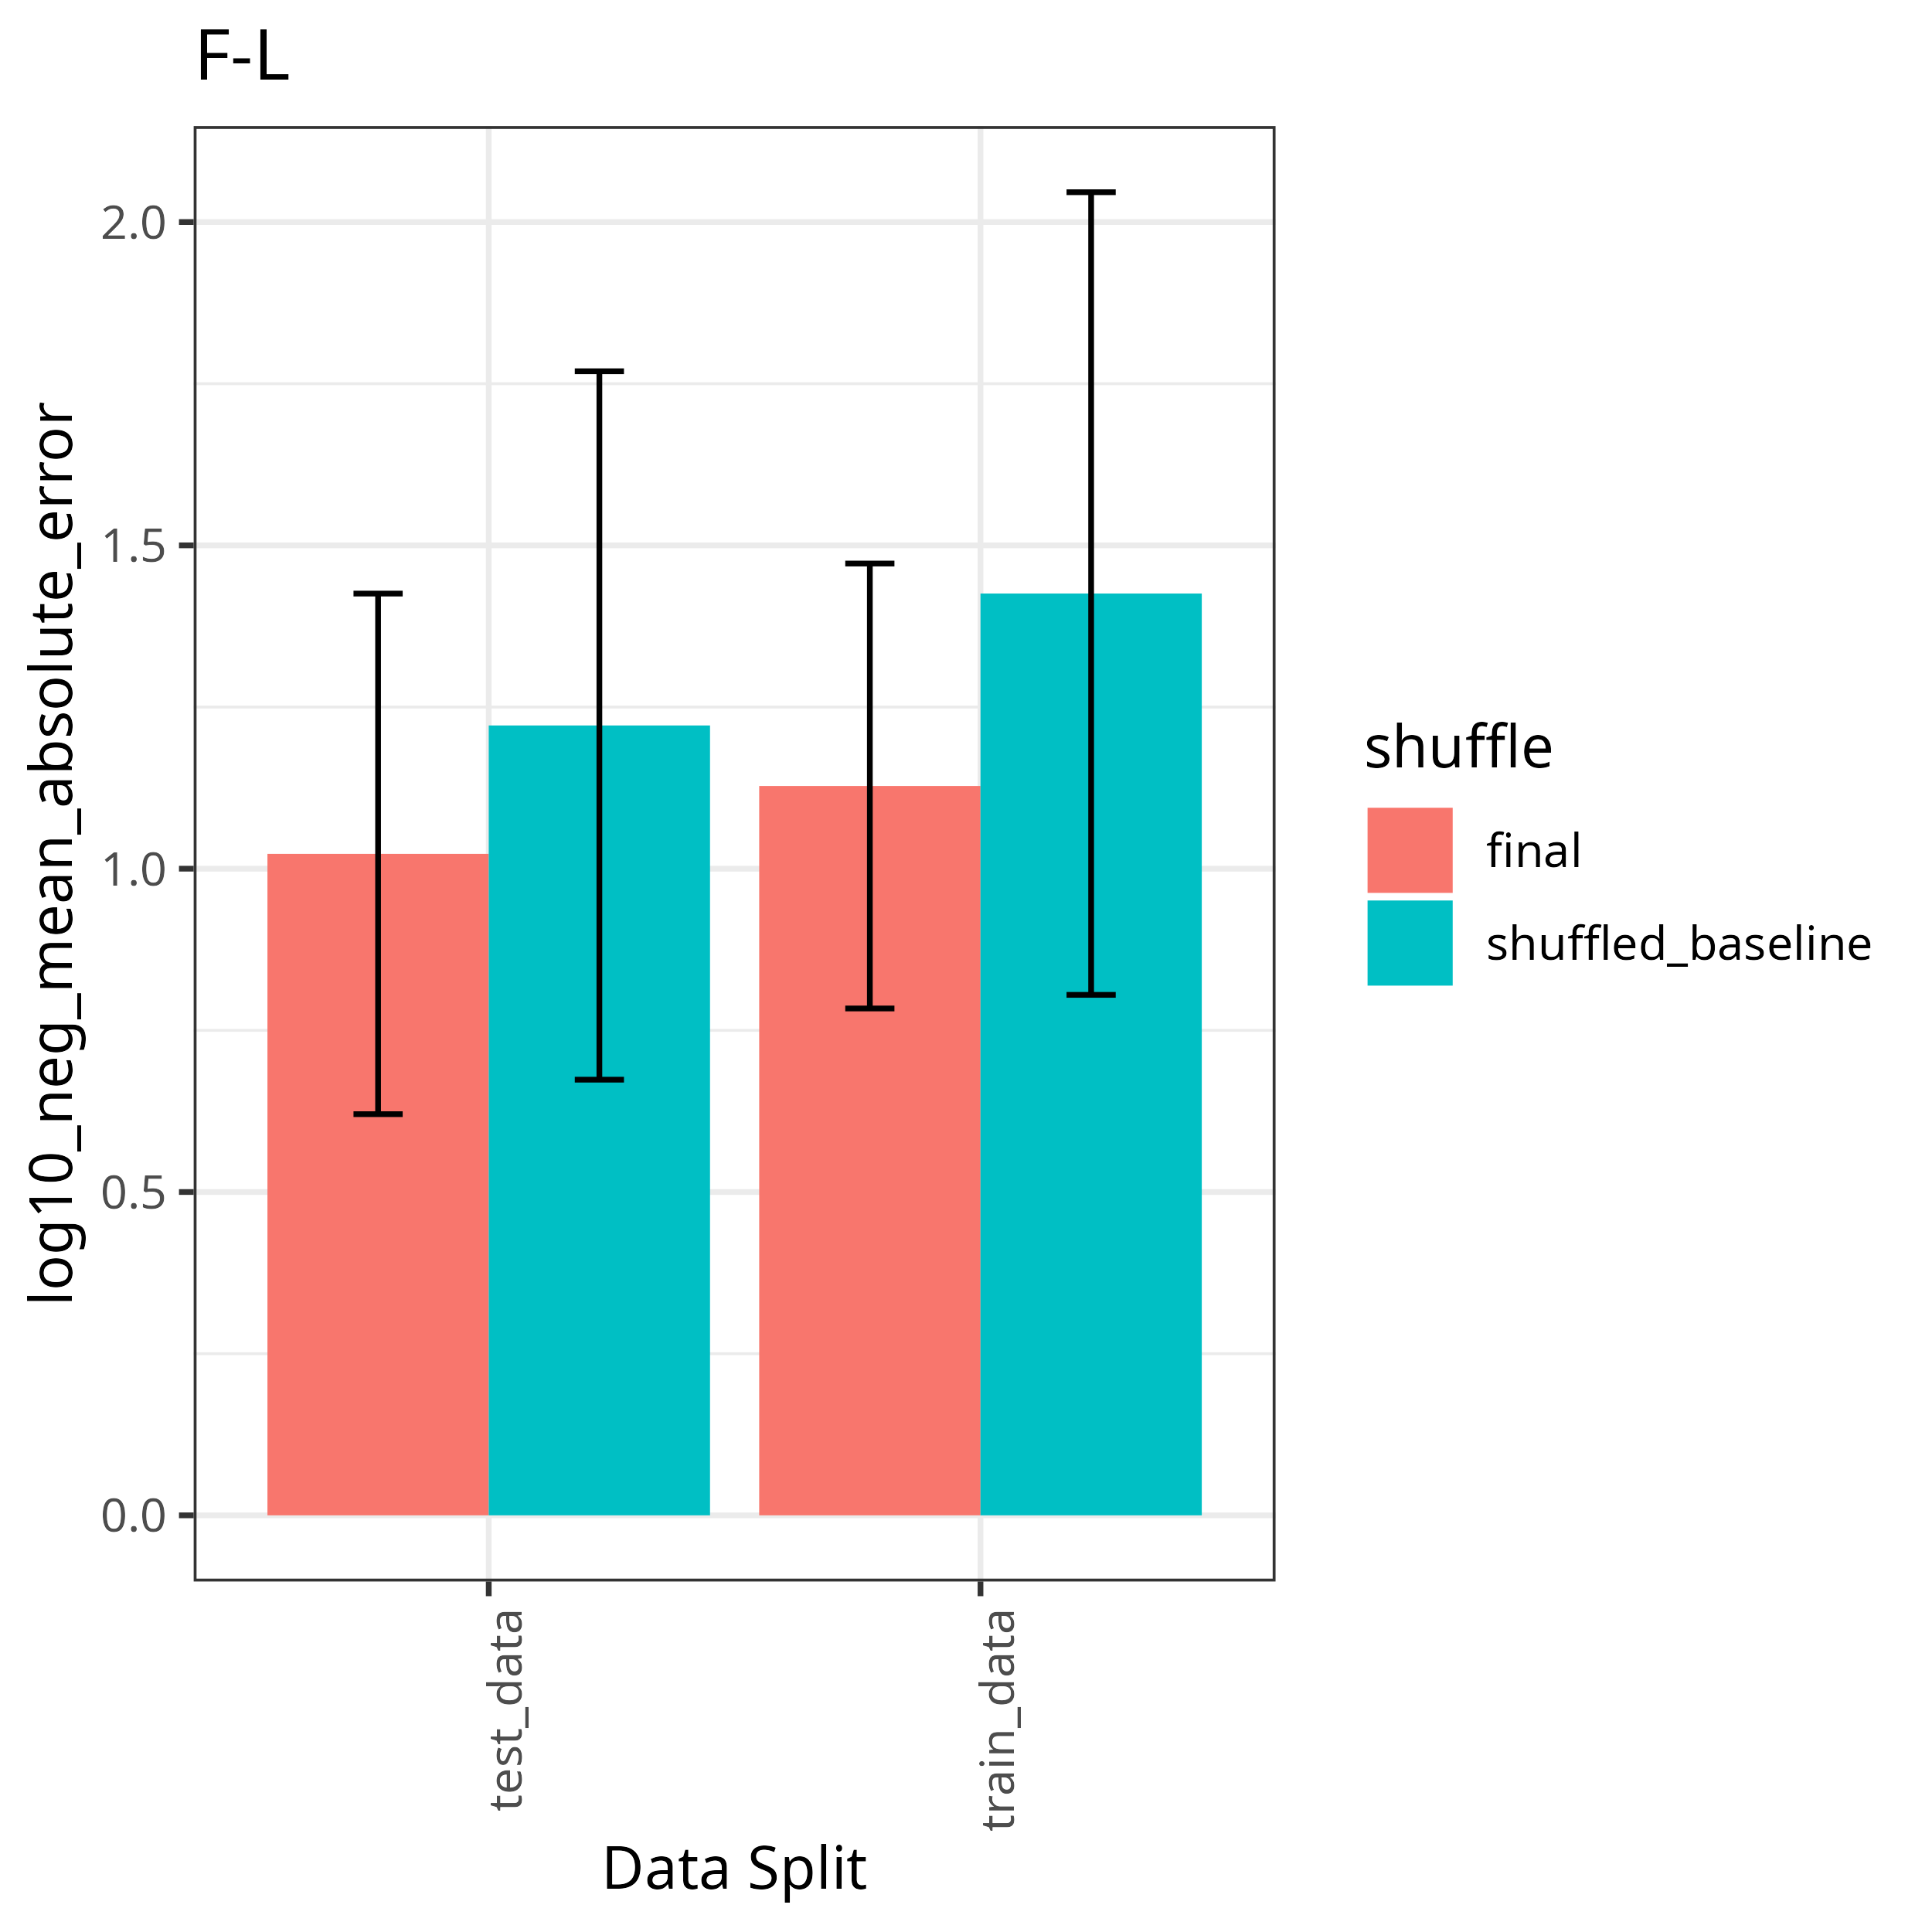 F-L
log10_neg_mean_absolute_error
2.0
1.5
1.0
0.5
0.0
test_data
train_data
Data Split
shuffle
final
shuffled_baseline